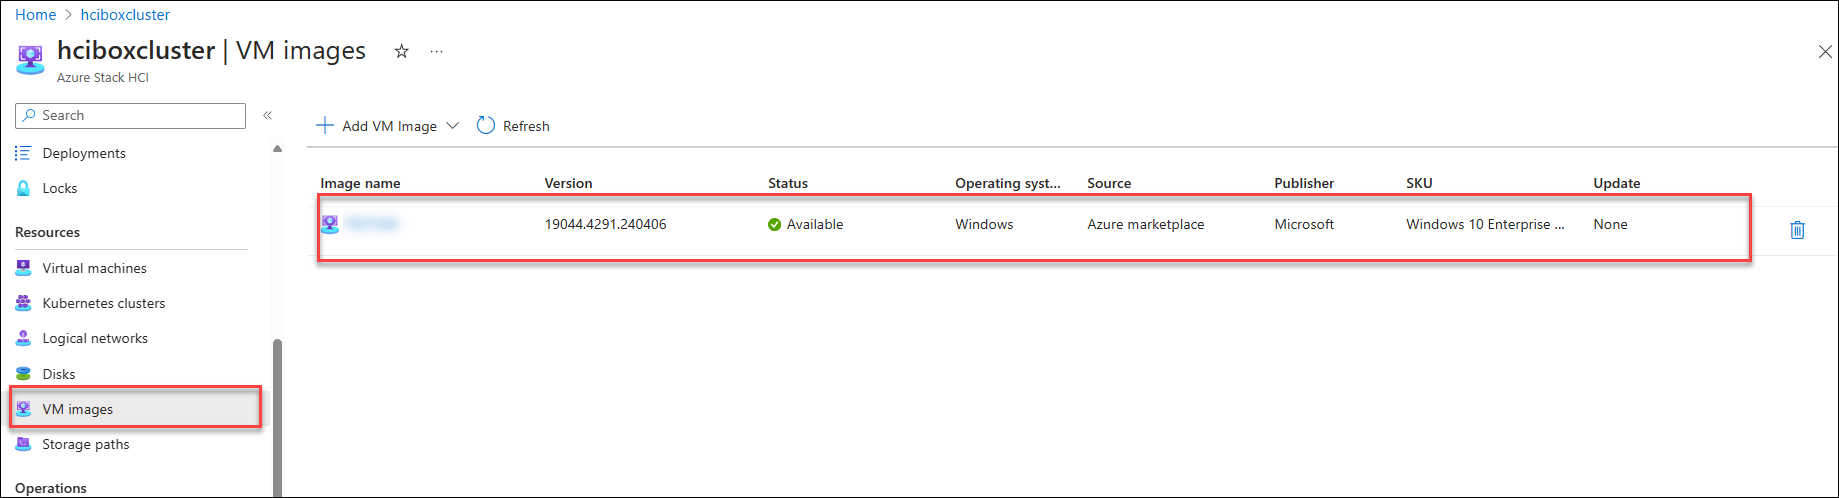 Home > hciboxcluster
hciboxcluster | VM images
Azure Stack HCI
Search
Deployments
Locks
Resources
Virtual machines
Kubernetes clusters
Logical networks
Disks
VM images
Storage paths
Operations
Add VM Image
Refresh
Image name Version Status Operating syst... Source Publisher SKU Update
19044.4291.240406 Available Windows Azure marketplace Microsoft Windows 10 Enterprise ... None